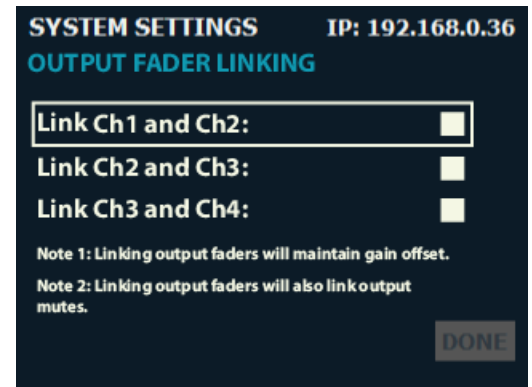 SYSTEM SETTINGS IP: 192.168.0.36
OUTPUT FADER LINKING
Link Ch1 and Ch2:
Link Ch2 and Ch3:
Link Ch3 and Ch4:
Note 1: Linking output faders will maintain gain offset.
Note 2: Linking output faders will also link output
mutes.
DONE